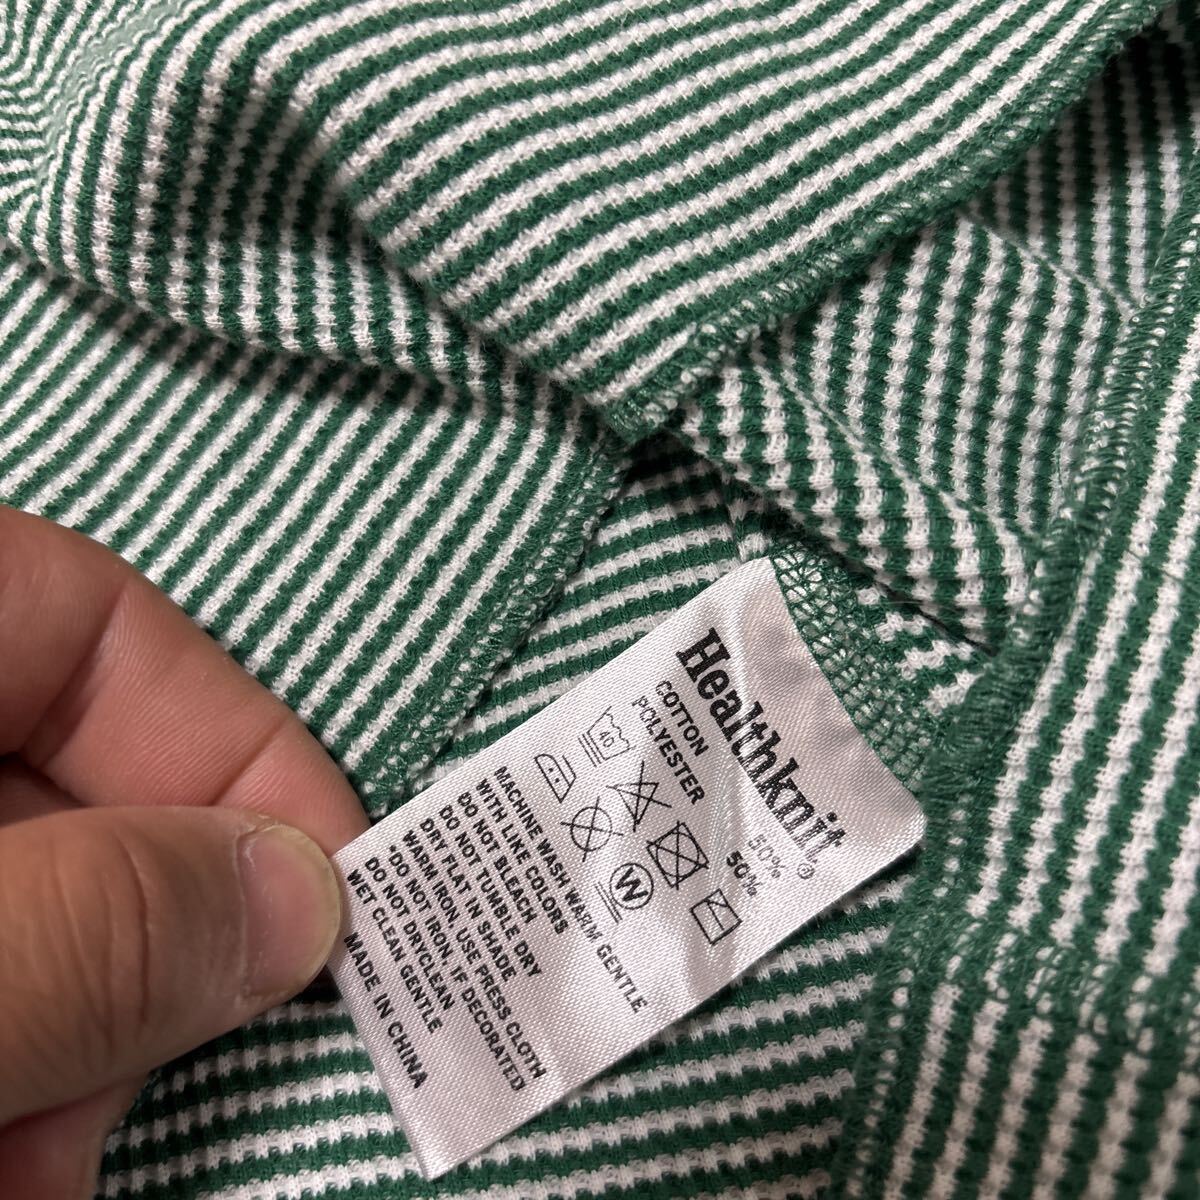 Healthknit®
COTTON 50%
POLYESTER 50%
40
W
MACHINE WASH WARM GENTLE
WITH LIKE COLORS
DO NOT BLEACH
DO NOT TUMBLE DRY
DRY FLAT IN SHADE
WARM IRON, USE PRESS CLOTH
*DO NOT IRON, IF DECORATED
DO NOT DRYCLEAN
WET CLEAN GENTLE
MADE IN CHINA